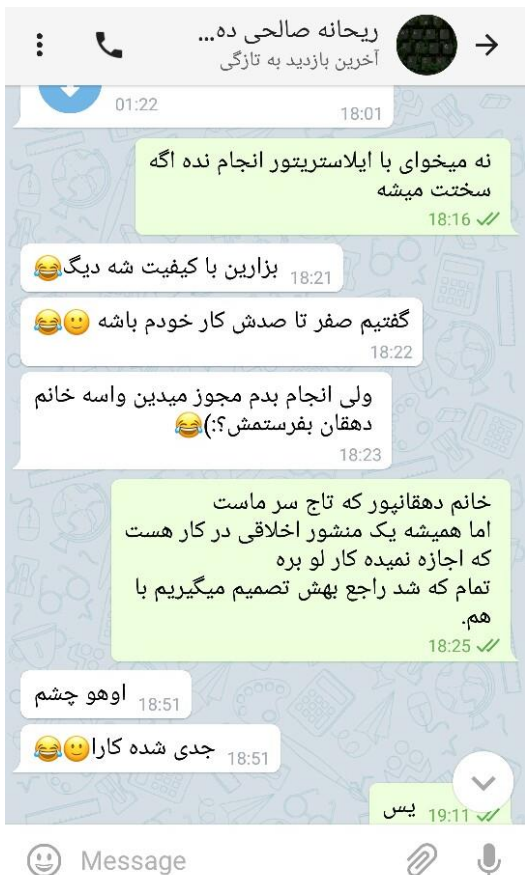 ریحانه صالحی ده...
آخرین بازدید به تازگی
01:22
18:01
نه میخوای با ایلاستریتور انجام نده اگه
سختت میشه
18:16
بزارین با کیفیت شه دیگ😂 18:21
گفتیم صفر تا صدش کار خودم باشه 🙂😂
18:22
ولی انجام بدم مجوز میدین واسه خانم
دهقان بفرستمش؟:)😂
18:23
خانم دهقانپور که تاج سر ماست
اما همیشه یک منشور اخلاقی در کار هست
که اجازه نمیده کار لو بره
تمام که شد راجع بهش تصمیم میگیریم با
هم.
18:25
اوهو چشم 18:51
جدی شده کارا🙂😂 18:51
یس 19:11
Message